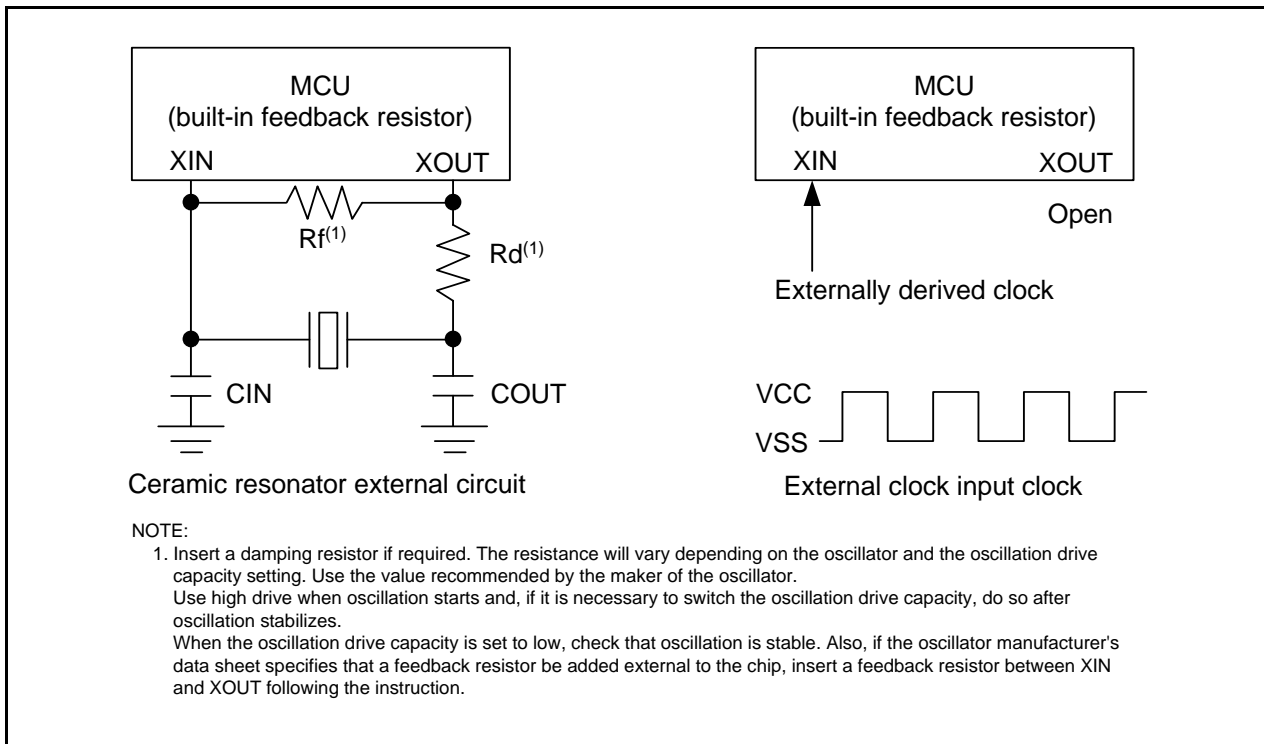 MCU
(built-in feedback resistor)
XIN
XOUT
Rf(1)
Rd(1)
CIN
COUT
Ceramic resonator external circuit
MCU
(built-in feedback resistor)
XIN
XOUT
Open
Externally derived clock
VCC
VSS
External clock input clock
NOTE:
1. Insert a damping resistor if required. The resistance will vary depending on the oscillator and the oscillation drive
capacity setting. Use the value recommended by the maker of the oscillator.
Use high drive when oscillation starts and, if it is necessary to switch the oscillation drive capacity, do so after
oscillation stabilizes.
When the oscillation drive capacity is set to low, check that oscillation is stable. Also, if the oscillator manufacturer's
data sheet specifies that a feedback resistor be added external to the chip, insert a feedback resistor between XIN
and XOUT following the instruction.